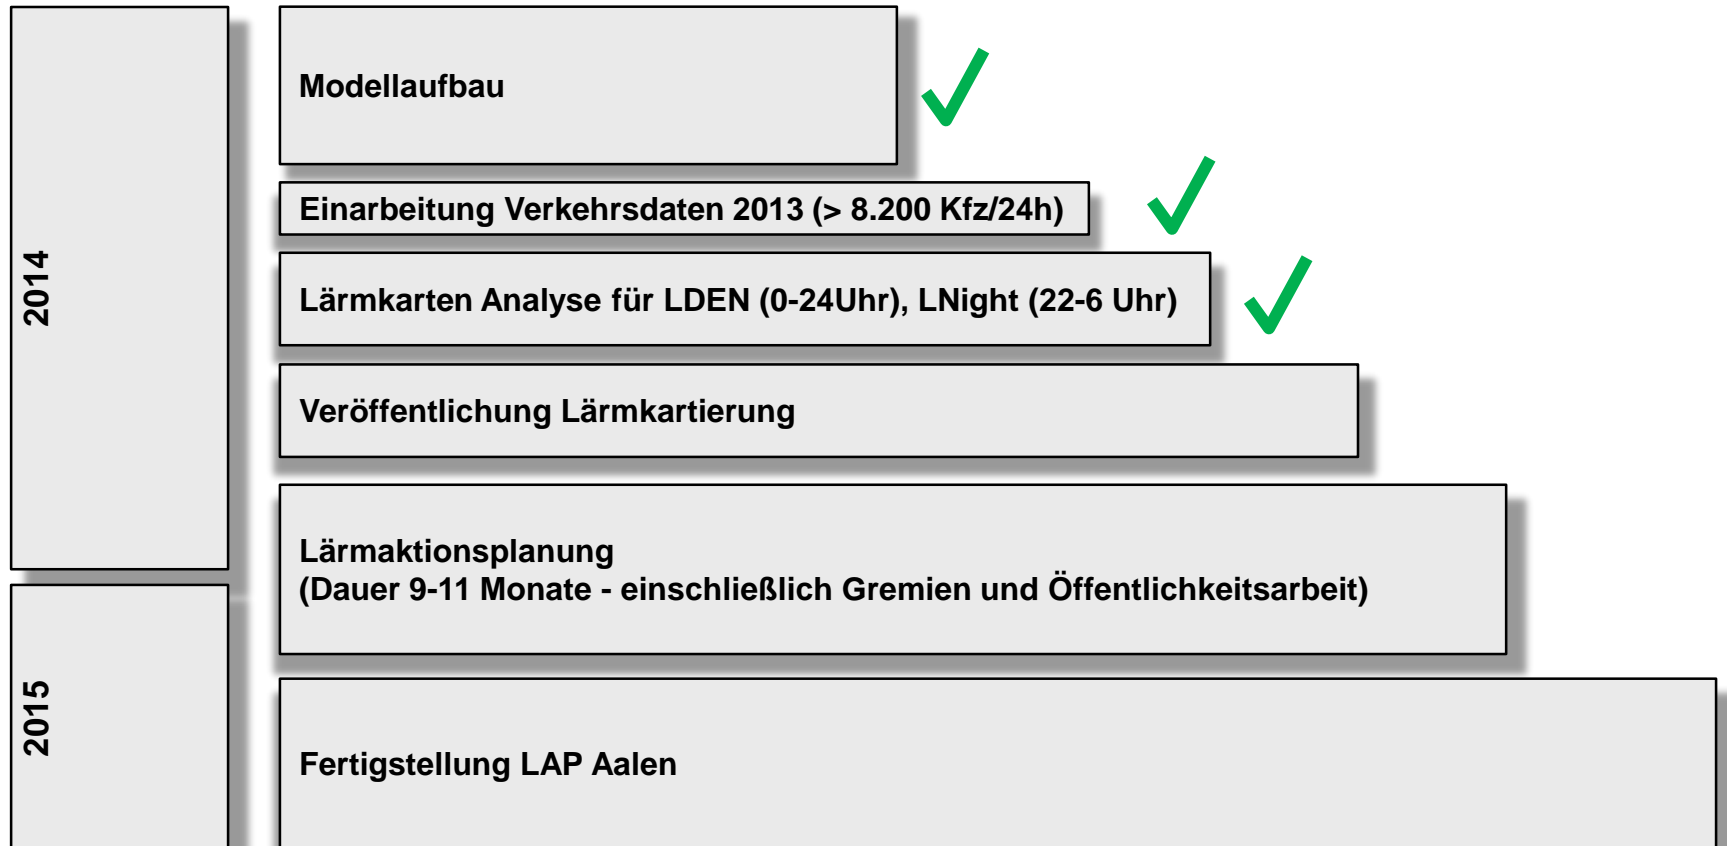 2014
Modellaufbau
Einarbeitung Verkehrsdaten 2013 (> 8.200 Kfz/24h)
Lärmkarten Analyse für LDEN (0-24Uhr), LNight (22-6 Uhr)
Veröffentlichung Lärmkartierung
Lärmaktionsplanung
(Dauer 9-11 Monate - einschließlich Gremien und Öffentlichkeitsarbeit)
2015
Fertigstellung LAP Aalen